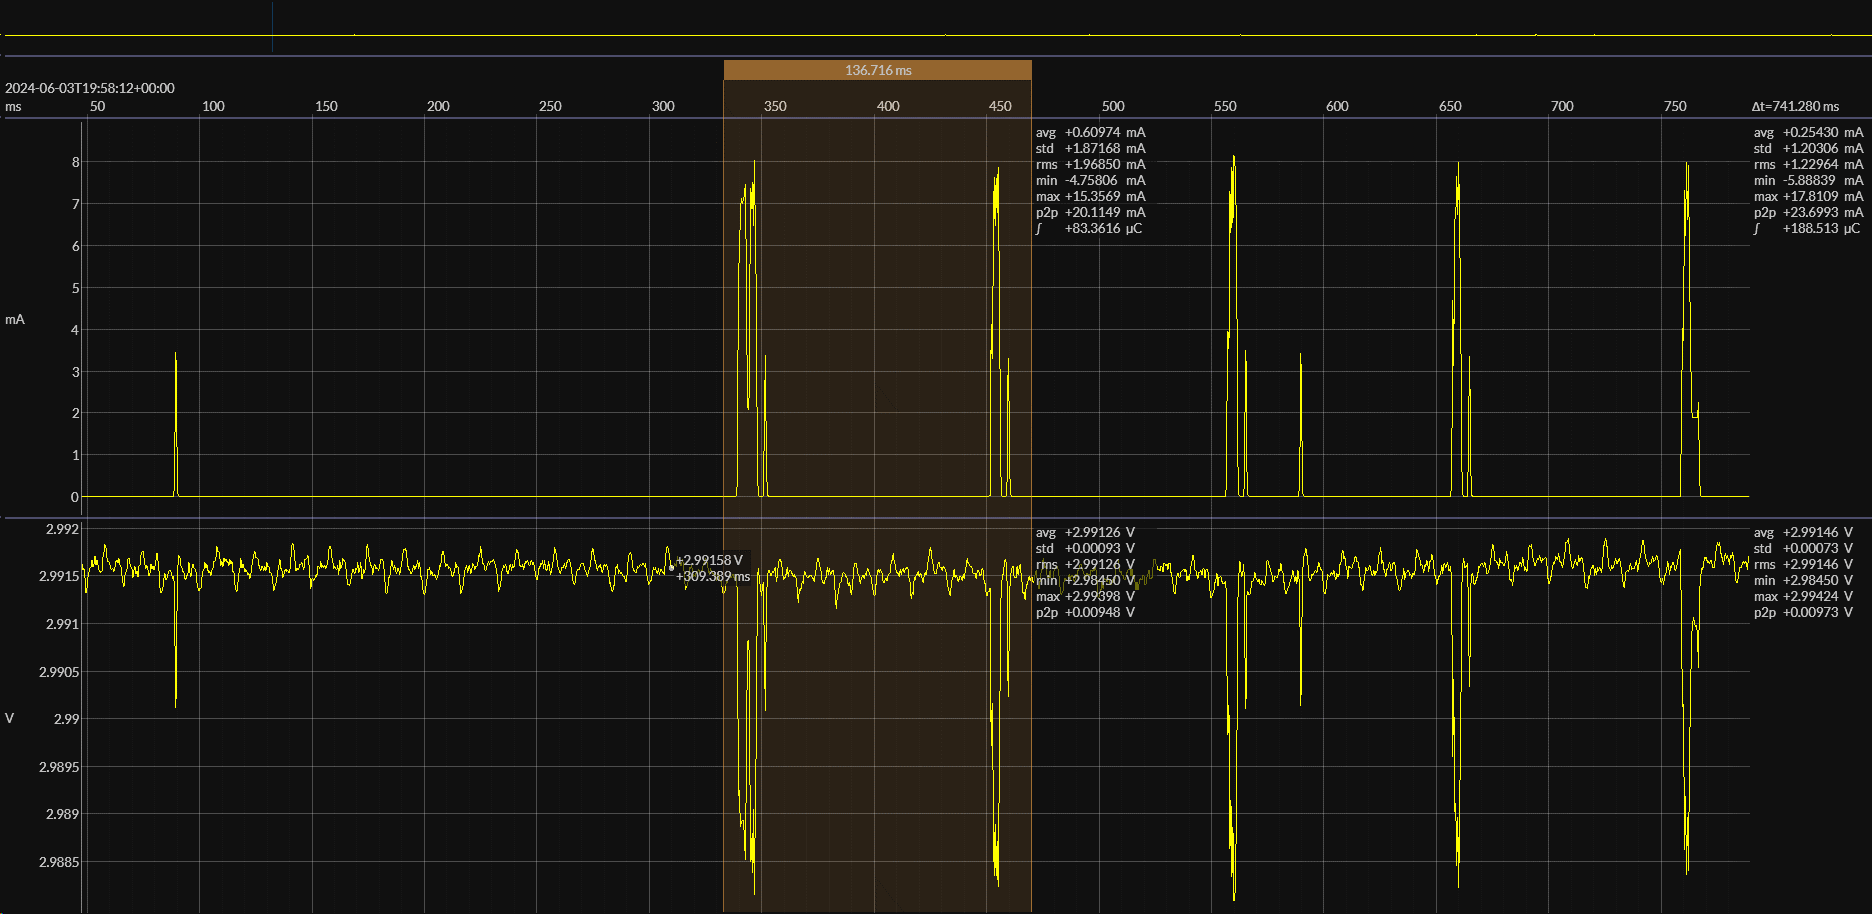 136.716 ms
2024-06-03T19:58:12+00:00
ms 50 100 150 200 250 300 350 400 450 500 550 600 650 700 750 Δt=741.280 ms
avg +0.60974 mA
std +1.87168 mA
rms +1.96850 mA
min -4.75806 mA
max +15.3569 mA
p2p +20.1149 mA
∫ +83.3616 µC
avg +0.25430 mA
std +1.20306 mA
rms +1.22964 mA
min -5.88839 mA
max +17.8109 mA
p2p +23.6993 mA
∫ +188.513 µC
8
7
6
5
mA
4
3
2
1
0
2.992
2.9915
2.991
2.9905
V 2.99
2.9895
2.989
2.9885
+2.99158 V
+309.389 ms
avg +2.99126 V
std +0.00093 V
rms +2.99126 V
min +2.98450 V
max +2.99398 V
p2p +0.00948 V
avg +2.99146 V
std +0.00073 V
rms +2.99146 V
min +2.98450 V
max +2.99424 V
p2p +0.00973 V